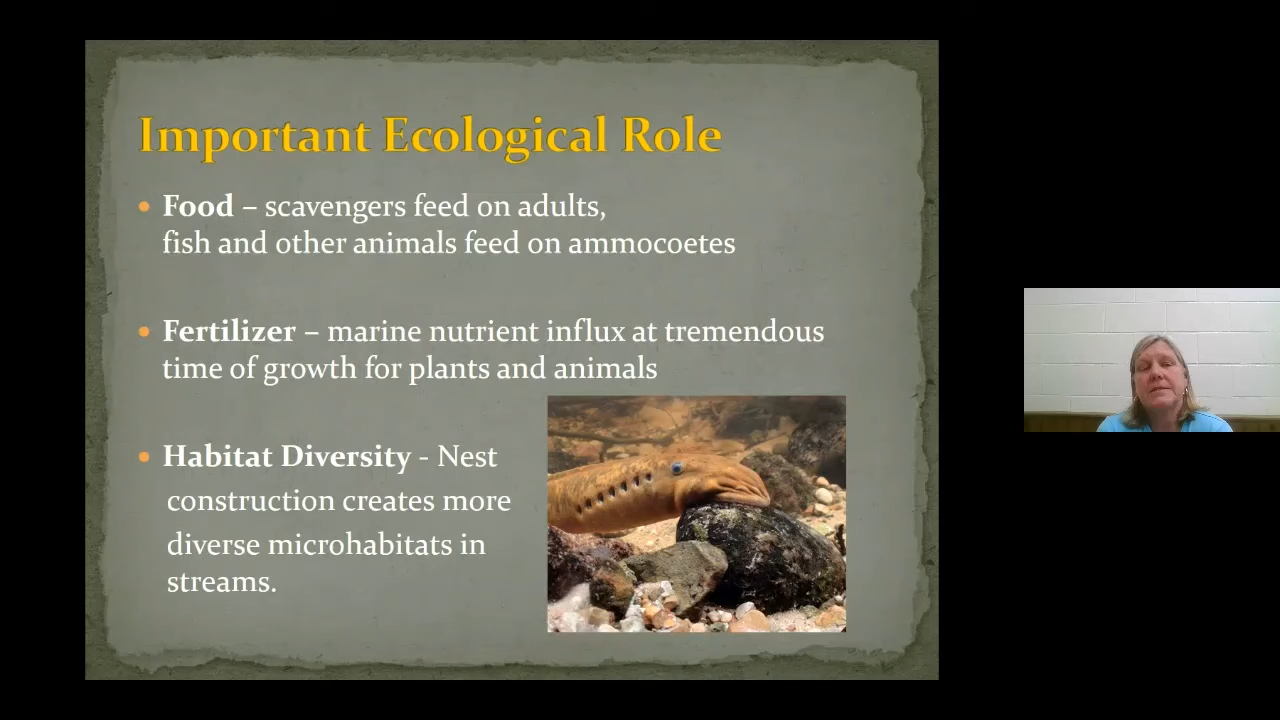 Important Ecological Role
• Food – scavengers feed on adults,
fish and other animals feed on ammocoetes
• Fertilizer – marine nutrient influx at tremendous
time of growth for plants and animals
• Habitat Diversity - Nest
construction creates more
diverse microhabitats in
streams.